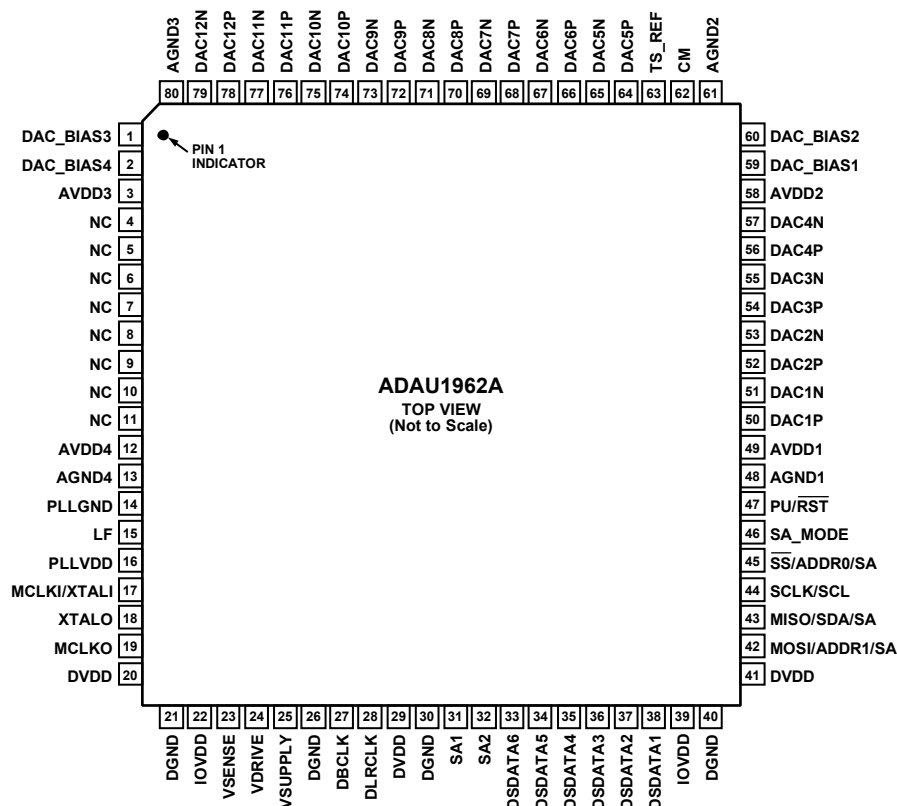 AGND3
DAC12N
DAC12P
DAC11N
DAC11P
DAC10N
DAC10P
DAC9N
DAC9P
DAC8N
DAC8P
DAC7N
DAC7P
DAC6N
DAC6P
DAC5N
DAC5P
TS_REF
CM
AGND2
80 79 78 77 76 75 74 73 72 71 70 69 68 67 66 65 64 63 62 61
DAC_BIAS3 1
DAC_BIAS4 2
AVDD3 3
NC 4
NC 5
NC 6
NC 7
NC 8
NC 9
NC 10
NC 11
AVDD4 12
AGND4 13
PLLGND 14
LF 15
PLLVDD 16
MCLKI/XTALI 17
XTALO 18
MCLKO 19
DVDD 20
PIN 1
INDICATOR
ADAU1962A
TOP VIEW
(Not to Scale)
60 DAC_BIAS2
59 DAC_BIAS1
58 AVDD2
57 DAC4N
56 DAC4P
55 DAC3N
54 DAC3P
53 DAC2N
52 DAC2P
51 DAC1N
50 DAC1P
49 AVDD1
48 AGND1
47 PU/RST
46 SA_MODE
45 SS/ADDR0/SA
44 SCLK/SCL
43 MISO/SDA/SA
42 MOSI/ADDR1/SA
41 DVDD
21 22 23 24 25 26 27 28 29 30 31 32 33 34 35 36 37 38 39 40
DGND
IOVDD
VSENSE
VDRIVE
VSUPPLY
DGND
DBCLK
DLRCLK
DVDD
DGND
SA1
SA2
DSDATA6
DSDATA5
DSDATA4
DSDATA3
DSDATA2
DSDATA1
IOVDD
DGND